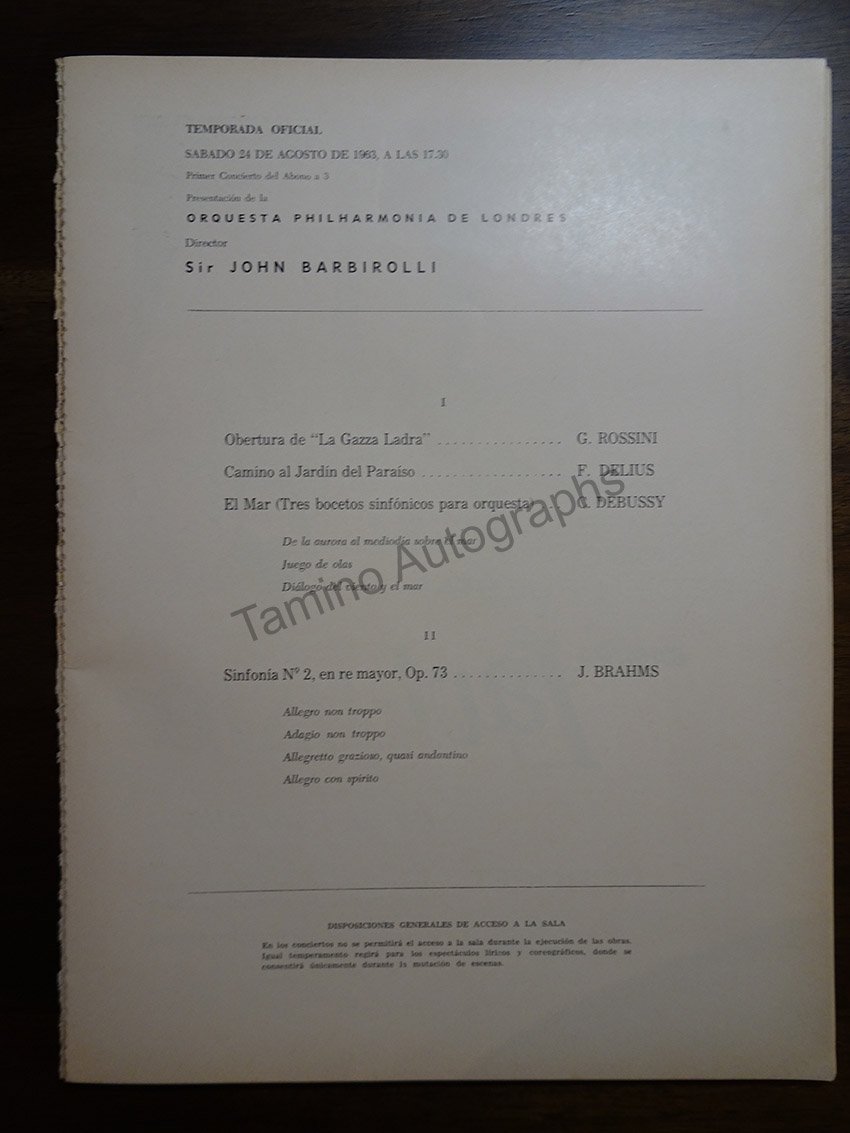 TEMPORADA OFICIAL
SABADO 24 DE AGOSTO DE 1963, A LAS 17.30
Primer Concierto del Abono a 3
Presentación de la
ORQUESTA PHILHARMONIA DE LONDRES
Director
Sir JOHN BARBIROLLI
I
Obertura de "La Gazza Ladra" ................ G. ROSSINI
Camino al Jardín del Paraíso .................. F. DELIUS
El Mar (Tres bocetos sinfónicos para orquesta) ... C. DEBUSSY
De la aurora al mediodía sobre el mar
Juego de olas
Diálogo del viento y el mar
Tamino Autographs
II
Sinfonía Nº 2, en re mayor, Op. 73 .............. J. BRAHMS
Allegro non troppo
Adagio non troppo
Allegretto grazioso, quasi andantino
Allegro con spirito
DISPOSICIONES GENERALES DE ACCESO A LA SALA
En los conciertos no se permitirá el acceso a la sala durante la ejecución de las obras.
Igual temperamento regirá para los espectáculos líricos y coreográficos, donde se
consentirá únicamente durante la mutación de escenas.